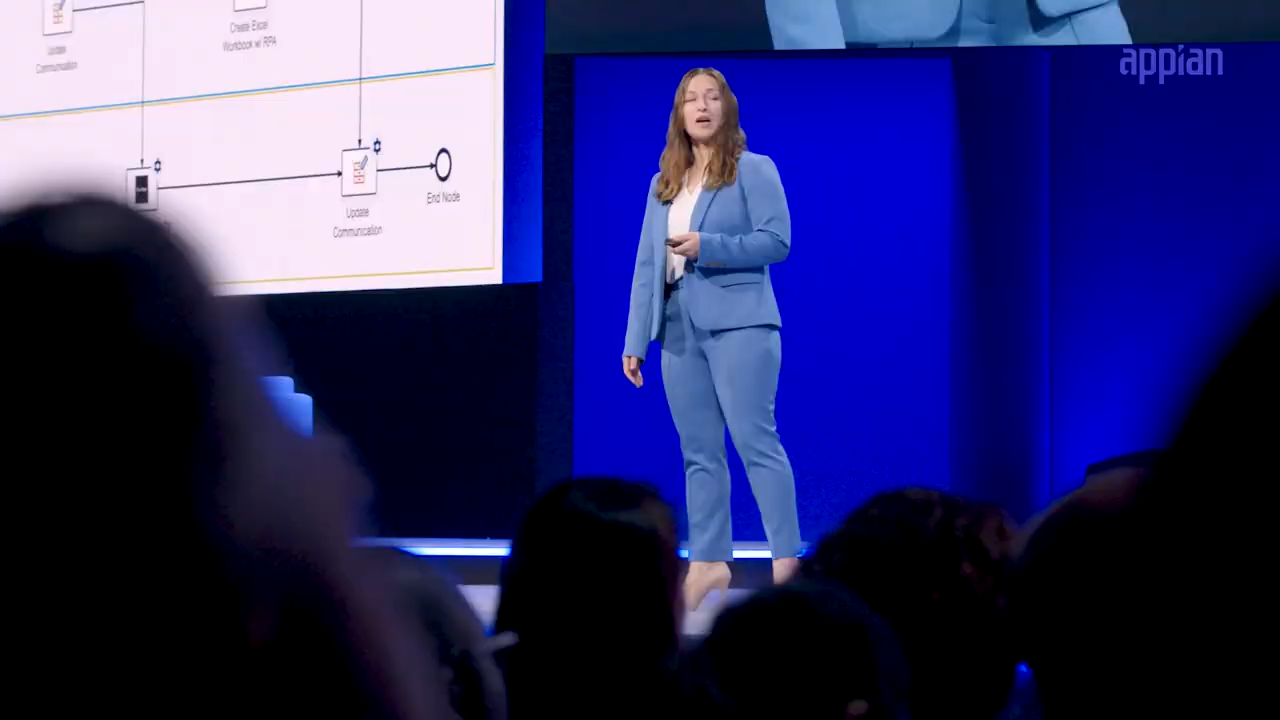 Update
Communication
Create Excel
Workbook w/ RPA
Update
Communication
End Node
appian